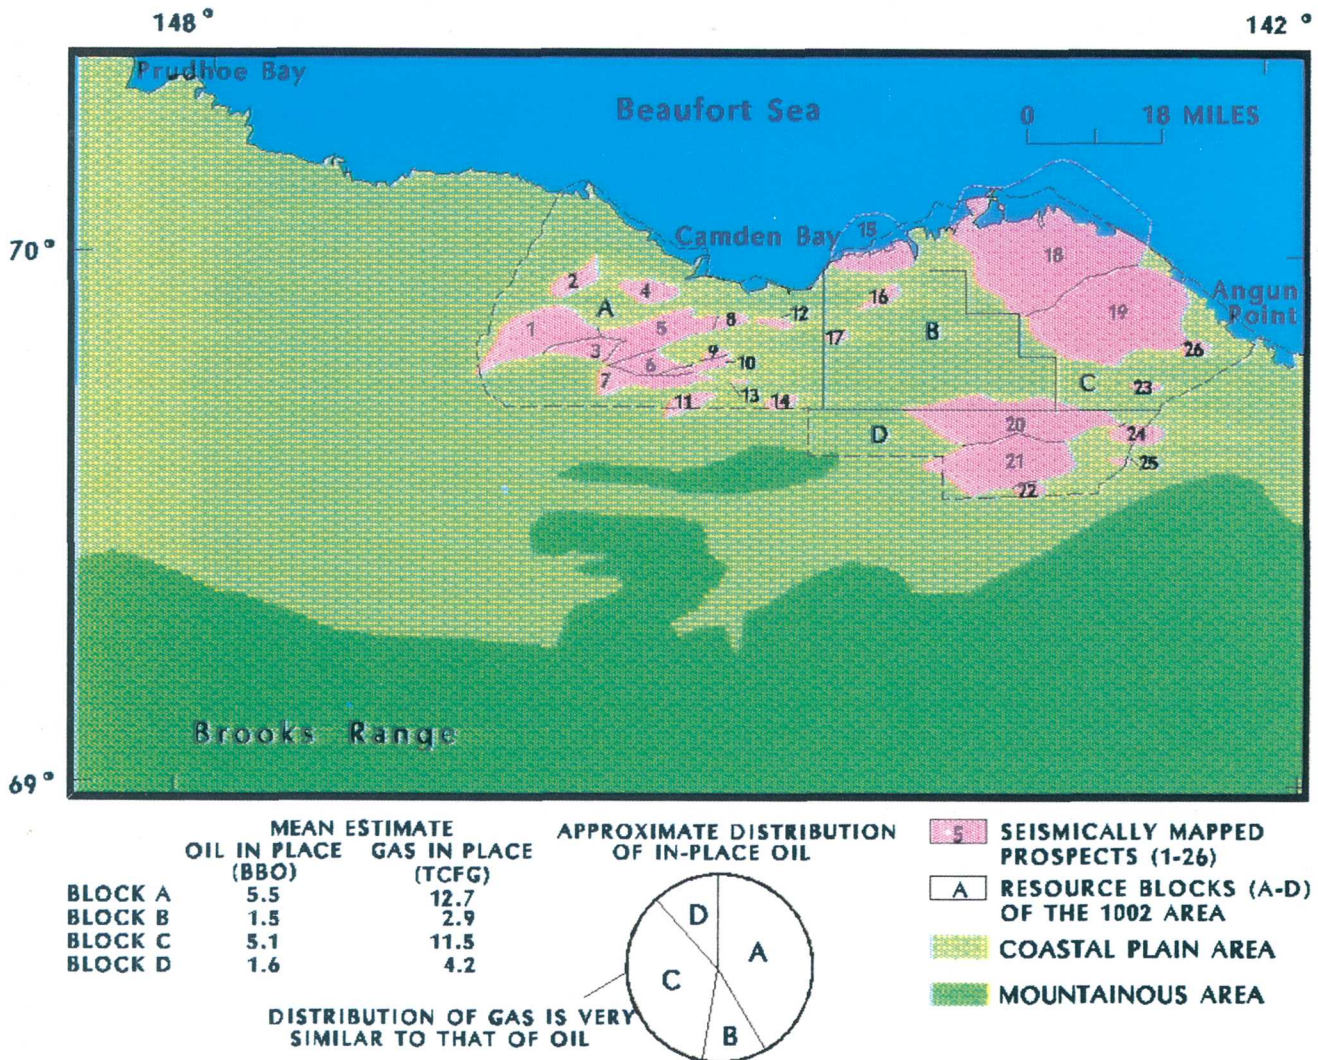 148°
142°
Prudhoe Bay
Beaufort Sea
0 18 MILES
70°
Camden Bay
15
18
2
4
16
Angun
Point
A
1
5
8
12
19
B
17
3
9
26
6
10
7
C
23
11
13
14
20
D
24
21
25
22
Brooks Range
69°
MEAN ESTIMATE
OIL IN PLACE GAS IN PLACE
(BBO) (TCFG)
BLOCK A 5.5 12.7
BLOCK B 1.5 2.9
BLOCK C 5.1 11.5
BLOCK D 1.6 4.2
APPROXIMATE DISTRIBUTION
OF IN-PLACE OIL
D
A
C
B
DISTRIBUTION OF GAS IS VERY
SIMILAR TO THAT OF OIL
5 SEISMICALLY MAPPED
PROSPECTS (1-26)
A RESOURCE BLOCKS (A-D)
OF THE 1002 AREA
COASTAL PLAIN AREA
MOUNTAINOUS AREA